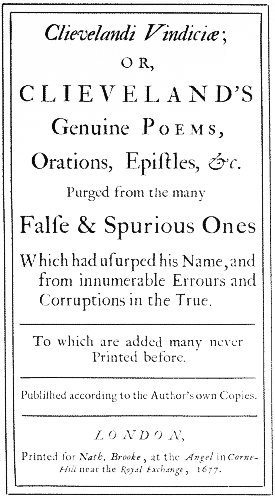 Clievelandi Vindiciæ;
OR,
CLIEVELAND'S
Genuine POEMS,
Orations, Epiſtles, &c.
Purged from the many
Falſe & Spurious Ones
Which had uſurped his Name, and
from innumerable Errours and
Corruptions in the True.
To which are added many never
Printed before.
Publiſhed according to the Author's own Copies.
LONDON,
Printed for Nath. Brooke, at the Angel in Corne-
Hill near the Royal Exchange, 1677.